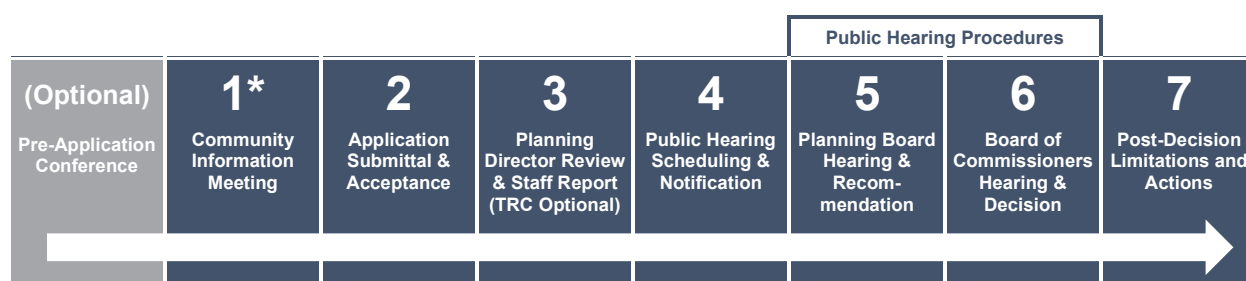 Public Hearing Procedures
(Optional)
Pre-Application
Conference
1*
Community
Information
Meeting
2
Application
Submittal &
Acceptance
3
Planning
Director Review
& Staff Report
(TRC Optional)
4
Public Hearing
Scheduling &
Notification
5
Planning Board
Hearing &
Recom-
mendation
6
Board of
Commissioners
Hearing &
Decision
7
Post-Decision
Limitations and
Actions